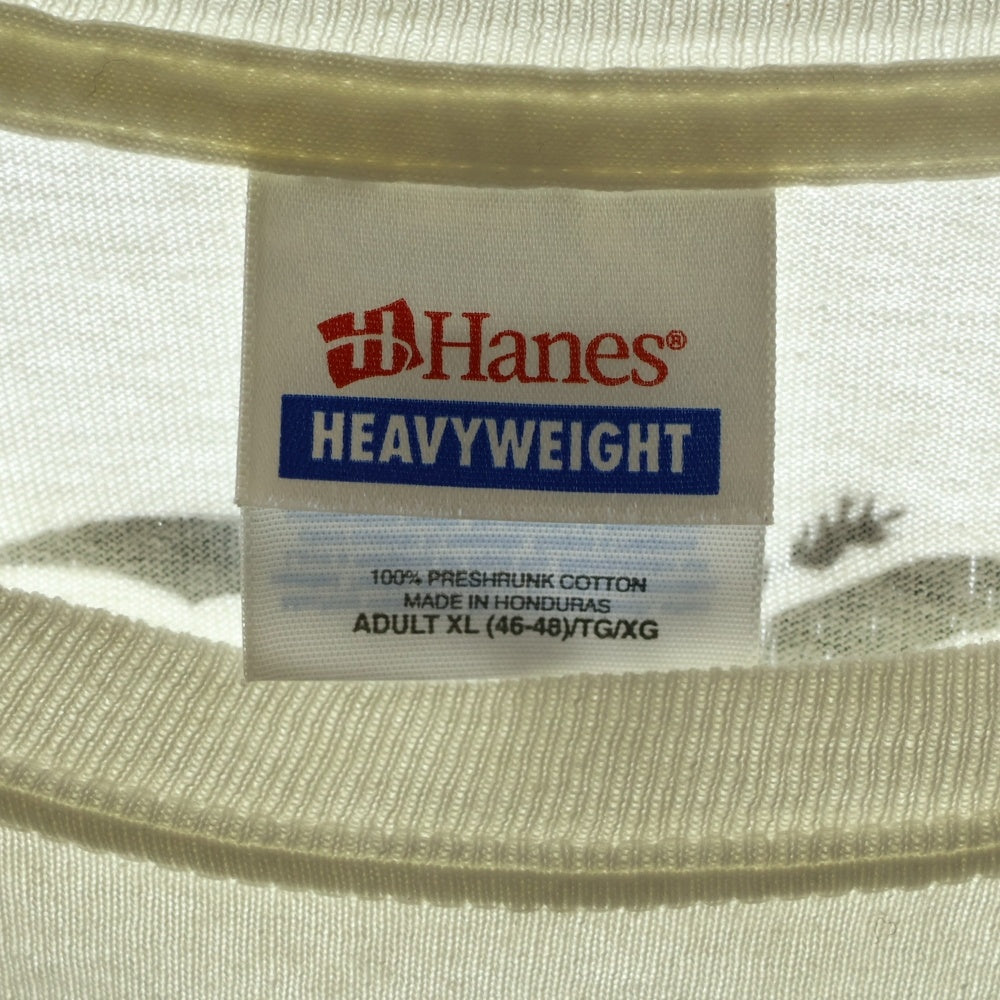 Hanes®
HEAVYWEIGHT
100% PRESHRUNK COTTON
MADE IN HONDURAS
ADULT XL (46-48)/TG/XG